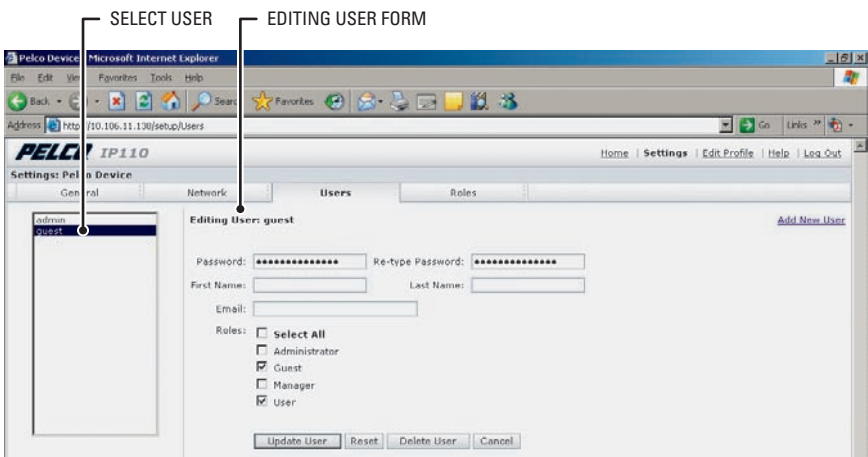 SELECT USER EDITING USER FORM
Pelco Device Microsoft Internet Explorer
File Edit View Favorites Tools Help
Back Search Favorites
Address http://10.106.11.130/setup/Users Go Links »
PELCO IP110 Home | Settings | Edit Profile | Help | Log Out
Settings: Pelco Device
General Network Users Roles
admin
guest
Editing User: guest Add New User
Password: •••••••••••••• Re-type Password: ••••••••••••••
First Name: Last Name:
Email:
Roles: Select All
Administrator
Guest
Manager
User
Update User Reset Delete User Cancel